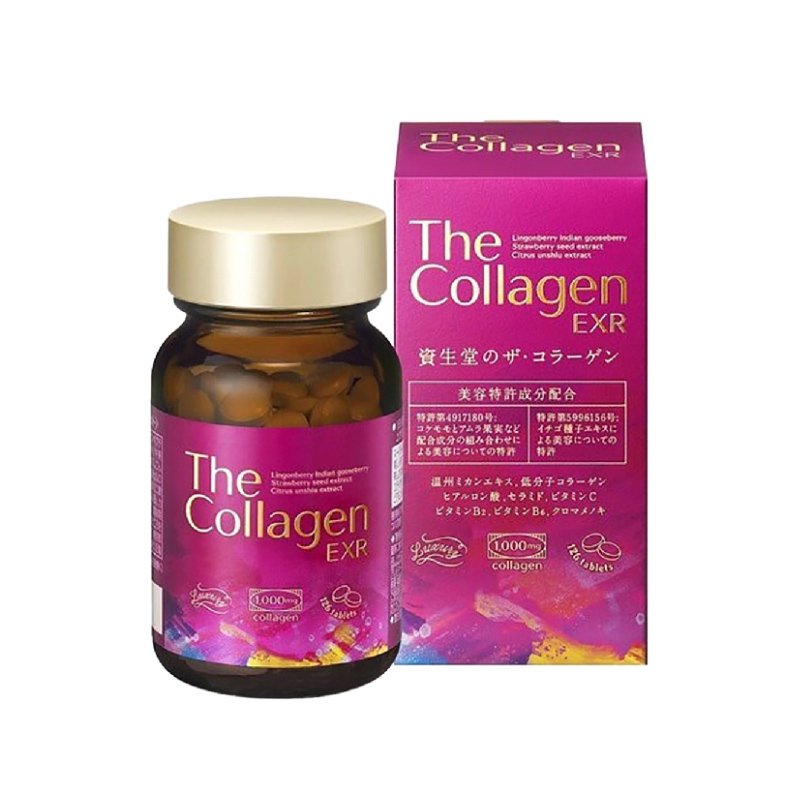 The
Collagen
EXR
The
Lingonberry Indian gooseberry
Strawberry seed extract
Citrus unshiu extract
Collagen
EXR
資生堂のザ・コラーゲン
美容特許成分配合
特許第4917180号:
コケモモとアムラ果実など
配合成分の組み合わせに
よる美容についての特許
特許第5996156号:
イチゴ種子エキスに
よる美容についての
特許
温州ミカンエキス, 低分子コラーゲン
ヒアルロン酸, セラミド, ビタミンC
ビタミンB2, ビタミンB6, クロマメノキ
Luxury
1,000mg
collagen
126 tablets
The
Lingonberry Indian gooseberry
Strawberry seed extract
Citrus unshiu extract
Collagen
EXR
Luxury
1,000mg
collagen
126 tablets